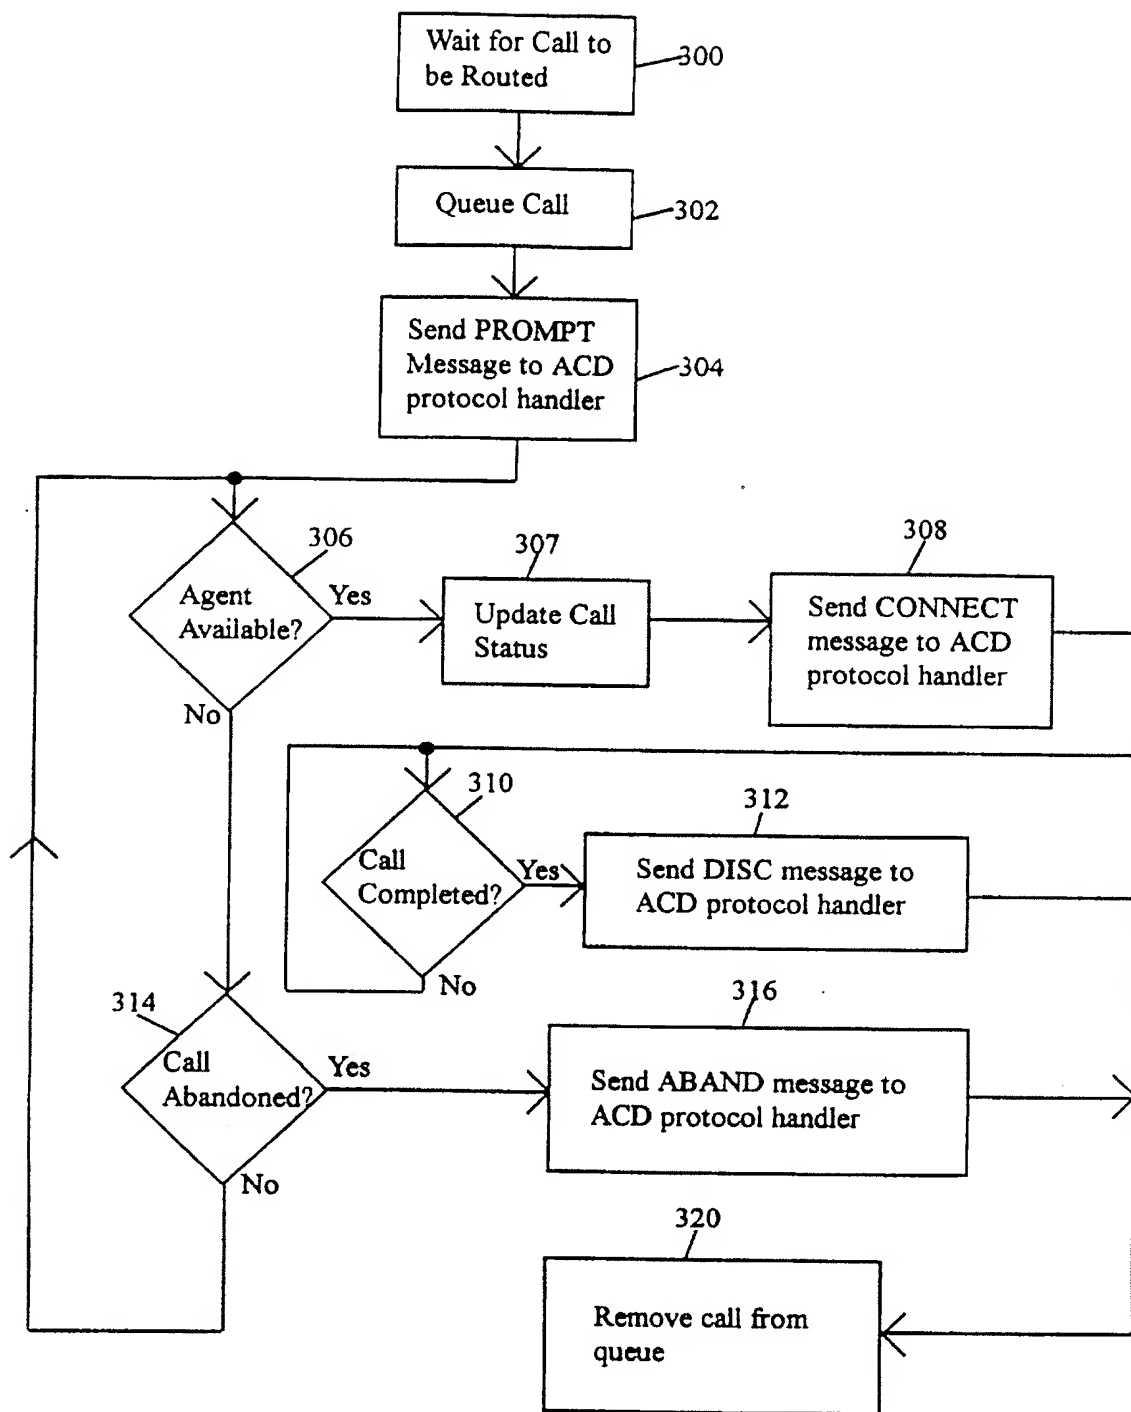 Wait for Call to
be Routed
300
Queue Call
302
Send PROMPT
Message to ACD
protocol handler
304
306
Agent
Available?
Yes
No
307
Update Call
Status
308
Send CONNECT
message to ACD
protocol handler
310
Call
Completed?
Yes
No
312
Send DISC message to
ACD protocol handler
314
Call
Abandoned?
Yes
No
316
Send ABAND message to
ACD protocol handler
320
Remove call from
queue